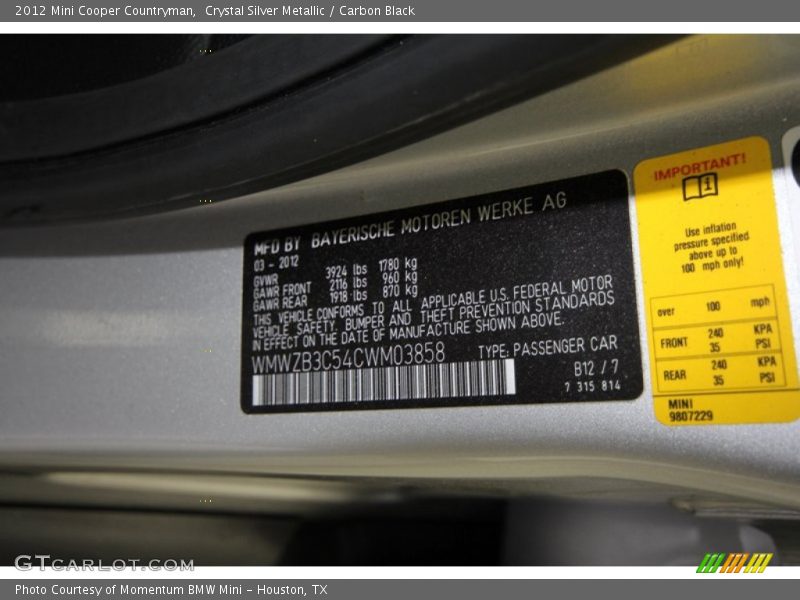 2012 Mini Cooper Countryman, Crystal Silver Metallic / Carbon Black
MFD BY BAYERISCHE MOTOREN WERKE AG
03 - 2012
GVWR 3924 lbs 1780 kg
GAWR FRONT 2116 lbs 960 kg
GAWR REAR 1918 lbs 870 kg
THIS VEHICLE CONFORMS TO ALL APPLICABLE U.S. FEDERAL MOTOR
VEHICLE SAFETY, BUMPER AND THEFT PREVENTION STANDARDS
IN EFFECT ON THE DATE OF MANUFACTURE SHOWN ABOVE.
WMWZB3C54CWM03858 TYPE: PASSENGER CAR
B12 / 7
7 315 814
IMPORTANT!
i
Use inflation
pressure specified
above up to
100 mph only!
over 100 mph
FRONT 240 KPA
35 PSI
REAR 240 KPA
35 PSI
MINI
9807229
GTCARLOT.COM
Photo Courtesy of Momentum BMW Mini - Houston, TX